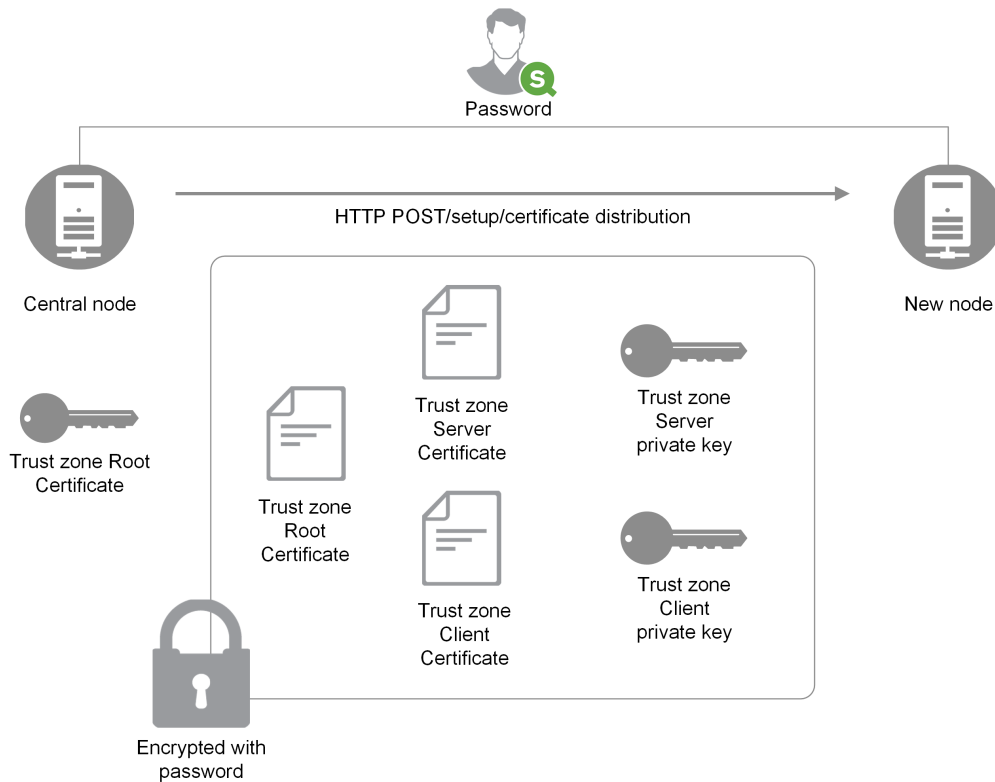 S
Password
HTTP POST/setup/certificate distribution
Central node
New node
Trust zone Root
Certificate
Trust zone
Root
Certificate
Trust zone
Server
Certificate
Trust zone
Server
private key
Trust zone
Client
Certificate
Trust zone
Client
private key
Encrypted with
password